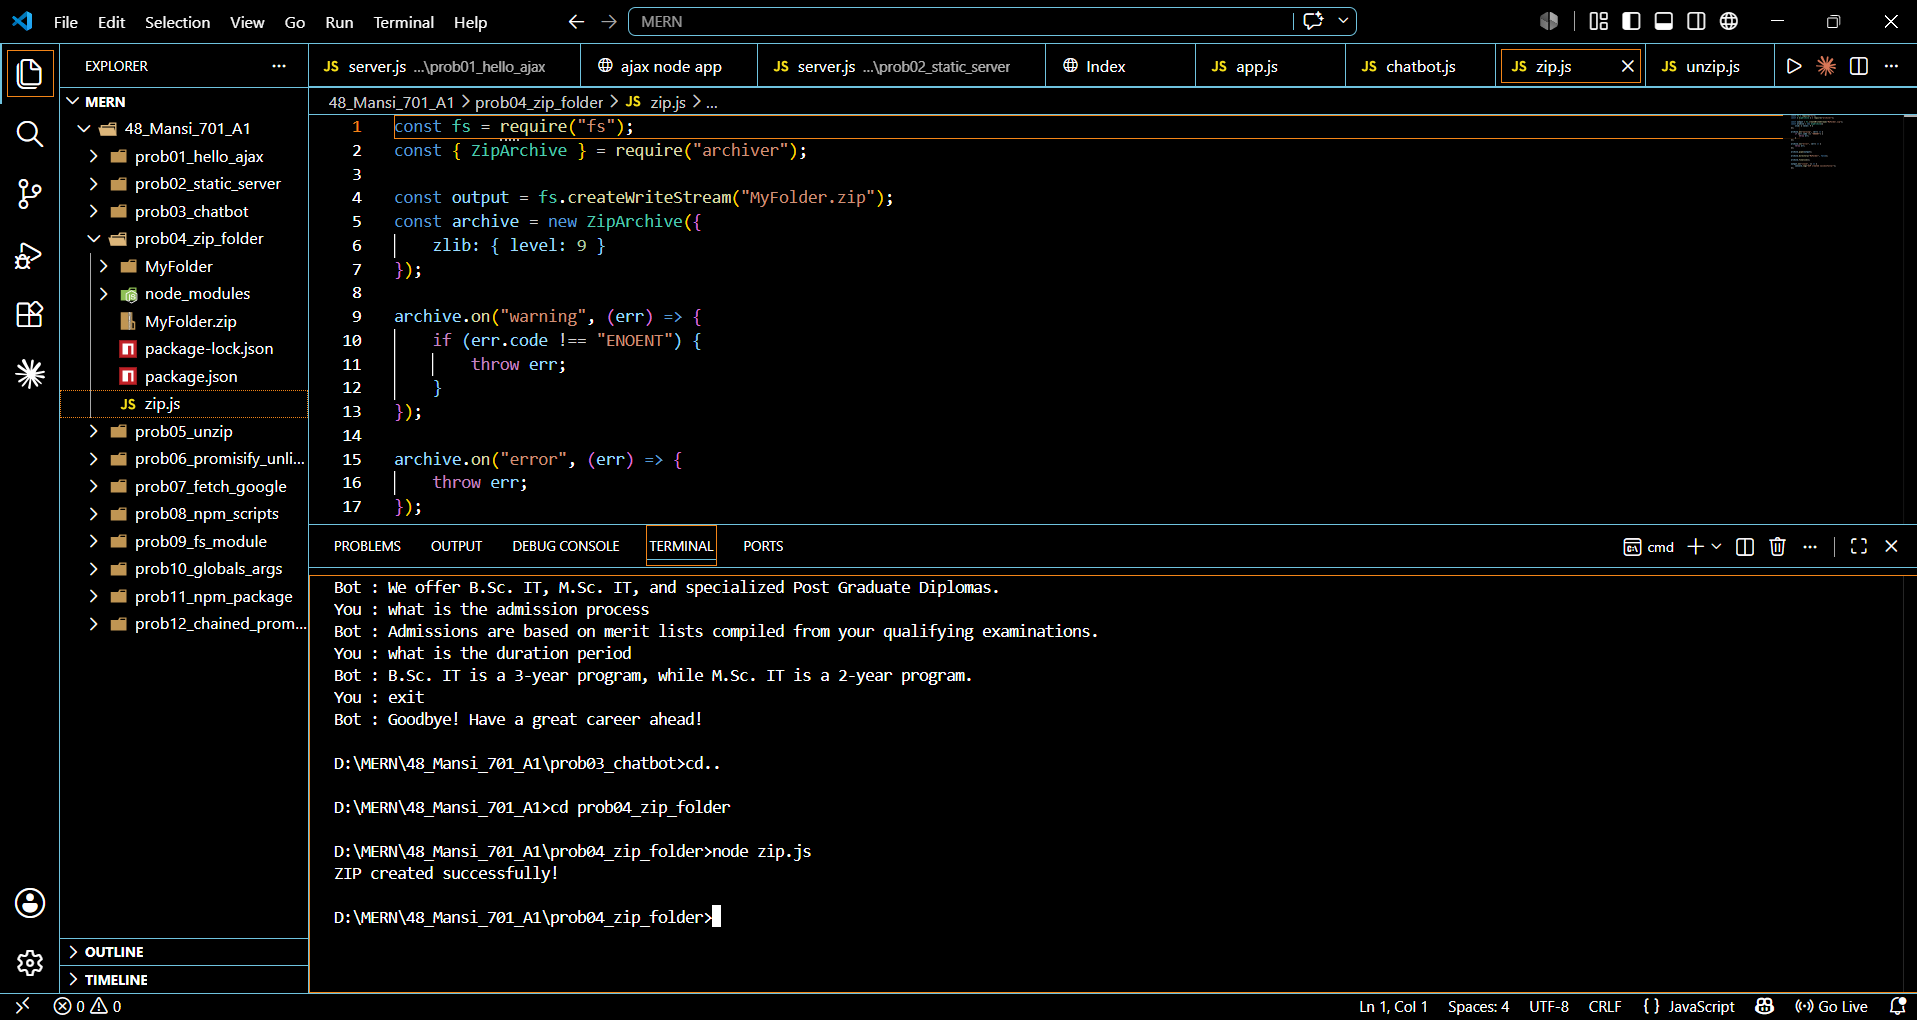 File Edit Selection View Go Run Terminal Help
MERN
EXPLORER
MERN
48_Mansi_701_A1
prob01_hello_ajax
prob02_static_server
prob03_chatbot
prob04_zip_folder
MyFolder
node_modules
MyFolder.zip
package-lock.json
package.json
JS zip.js
prob05_unzip
prob06_promisify_unli...
prob07_fetch_google
prob08_npm_scripts
prob09_fs_module
prob10_globals_args
prob11_npm_package
prob12_chained_prom...
OUTLINE
TIMELINE
JS server.js ...\prob01_hello_ajax
ajax node app
JS server.js ...\prob02_static_server
Index
JS app.js
JS chatbot.js
JS zip.js
JS unzip.js
48_Mansi_701_A1 > prob04_zip_folder > JS zip.js > ...
1 const fs = require("fs");
2 const { ZipArchive } = require("archiver");
3
4 const output = fs.createWriteStream("MyFolder.zip");
5 const archive = new ZipArchive({
6 zlib: { level: 9 }
7 });
8
9 archive.on("warning", (err) => {
10 if (err.code !== "ENOENT") {
11 throw err;
12 }
13 });
14
15 archive.on("error", (err) => {
16 throw err;
17 });
PROBLEMS OUTPUT DEBUG CONSOLE TERMINAL PORTS
cmd
Bot : We offer B.Sc. IT, M.Sc. IT, and specialized Post Graduate Diplomas.
You : what is the admission process
Bot : Admissions are based on merit lists compiled from your qualifying examinations.
You : what is the duration period
Bot : B.Sc. IT is a 3-year program, while M.Sc. IT is a 2-year program.
You : exit
Bot : Goodbye! Have a great career ahead!
D:\MERN\48_Mansi_701_A1\prob03_chatbot>cd..
D:\MERN\48_Mansi_701_A1>cd prob04_zip_folder
D:\MERN\48_Mansi_701_A1\prob04_zip_folder>node zip.js
ZIP created successfully!
D:\MERN\48_Mansi_701_A1\prob04_zip_folder>
0 0
Ln 1, Col 1 Spaces: 4 UTF-8 CRLF { } JavaScript Go Live